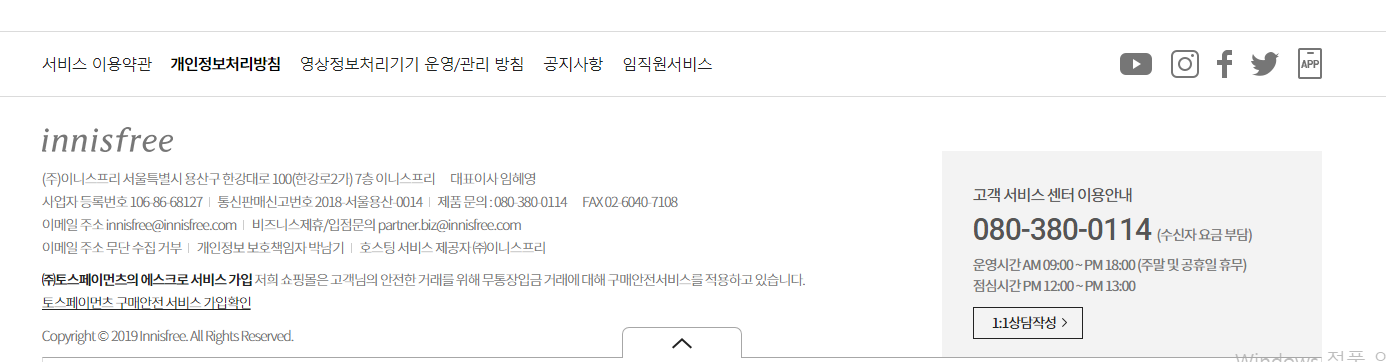 서비스 이용약관 개인정보처리방침 영상정보처리기기 운영/관리 방침 공지사항 임직원서비스
APP
innisfree
(주)이니스프리 서울특별시 용산구 한강대로 100(한강로2가) 7층 이니스프리 대표이사 임혜영
사업자 등록번호 106-86-68127 | 통신판매신고번호 2018-서울용산-0014 | 제품 문의 : 080-380-0114 FAX 02-6040-7108
이메일 주소 innisfree@innisfree.com | 비즈니스제휴/입점문의 partner.biz@innisfree.com
이메일 주소 무단 수집 거부 | 개인정보 보호책임자 박남기 | 호스팅 서비스 제공자 ㈜이니스프리
㈜토스페이먼츠의 에스크로 서비스 가입 저희 쇼핑몰은 고객님의 안전한 거래를 위해 무통장입금 거래에 대해 구매안전서비스를 적용하고 있습니다.
토스페이먼츠 구매안전 서비스 가입확인
Copyright © 2019 Innisfree. All Rights Reserved.
고객 서비스 센터 이용안내
080-380-0114 (수신자 요금 부담)
운영시간 AM 09:00 ~ PM 18:00 (주말 및 공휴일 휴무)
점심시간 PM 12:00 ~ PM 13:00
1:1상담작성 >
Windows 정품